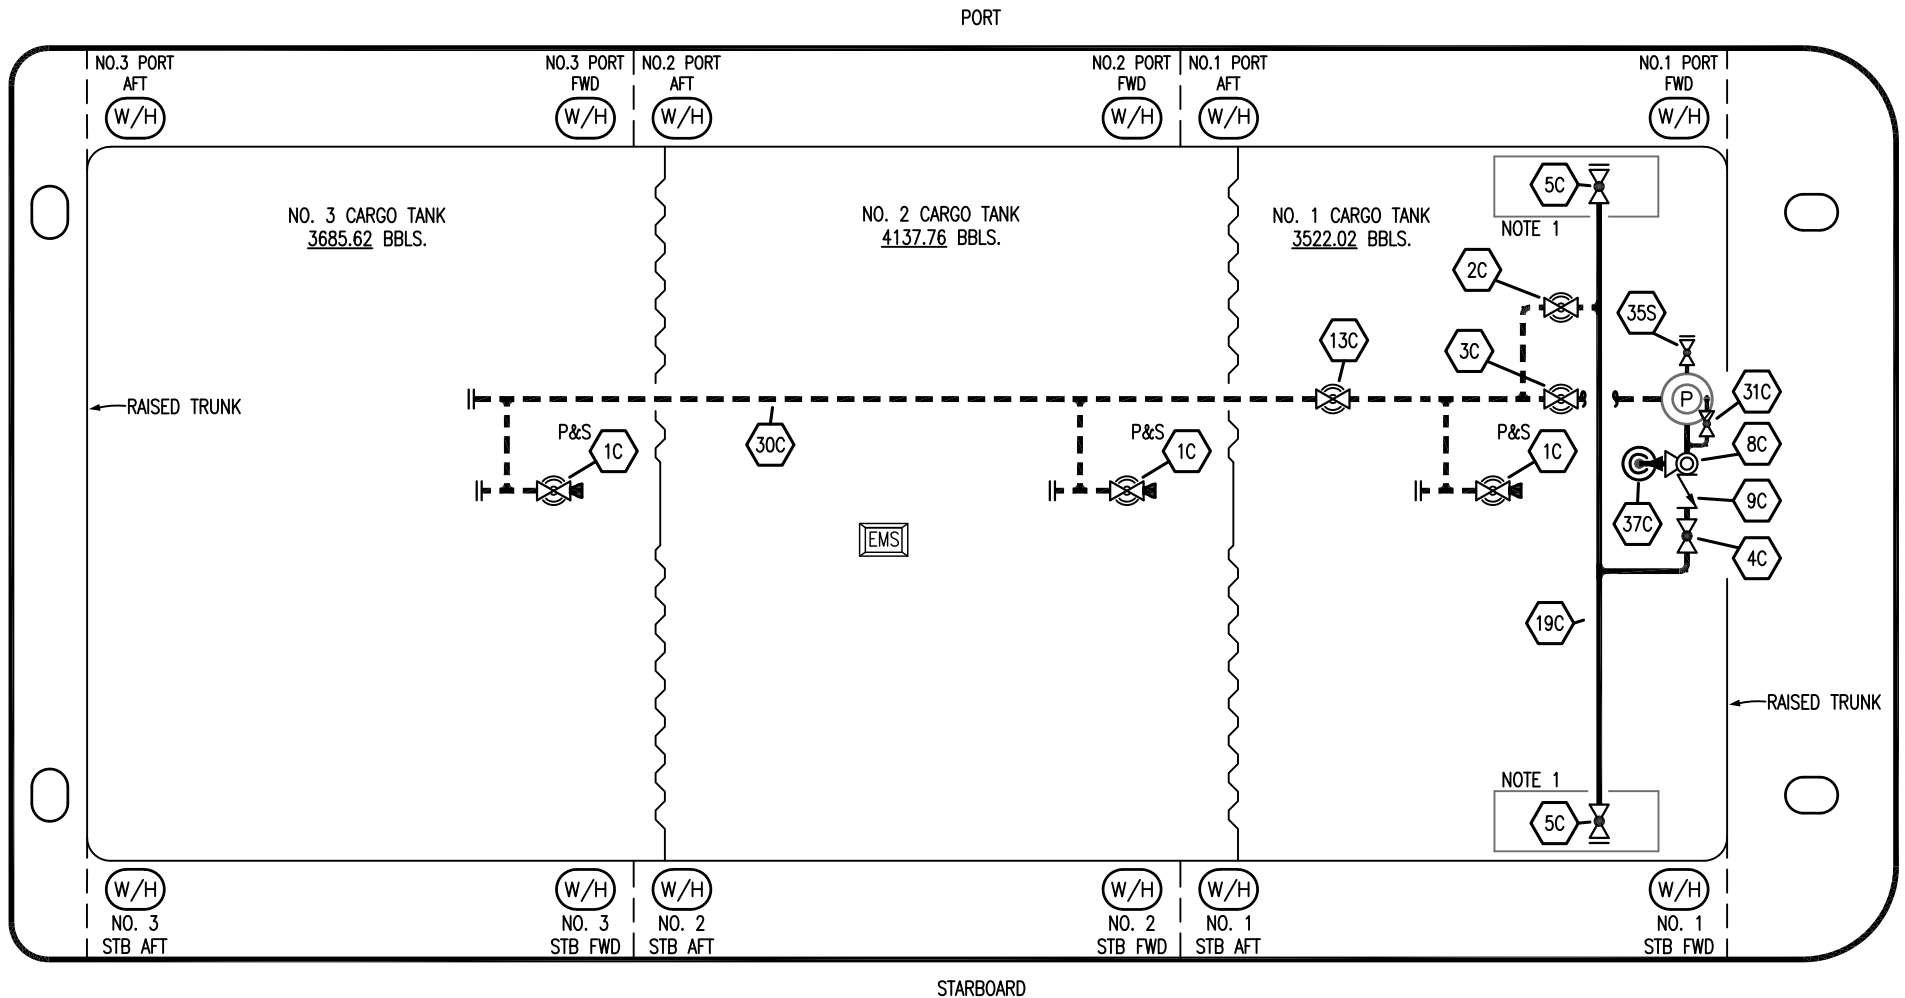 PORT
NO.3 PORT
AFT
W/H
NO.3 PORT
FWD
W/H
NO.2 PORT
AFT
W/H
NO.2 PORT
FWD
W/H
NO.1 PORT
AFT
W/H
NO.1 PORT
FWD
W/H
NO. 3 CARGO TANK
3685.62 BBLS.
NO. 2 CARGO TANK
4137.76 BBLS.
NO. 1 CARGO TANK
3522.02 BBLS.
5C
NOTE 1
2C
35S
13C
3C
P
31C
RAISED TRUNK
P&S
1C
30C
P&S
1C
P&S
1C
8C
9C
37C
4C
EMS
19C
RAISED TRUNK
NOTE 1
5C
W/H
NO. 3
STB AFT
W/H
NO. 3
STB FWD
W/H
NO. 2
STB AFT
W/H
NO. 2
STB FWD
W/H
NO. 1
STB AFT
W/H
NO. 1
STB FWD
STARBOARD